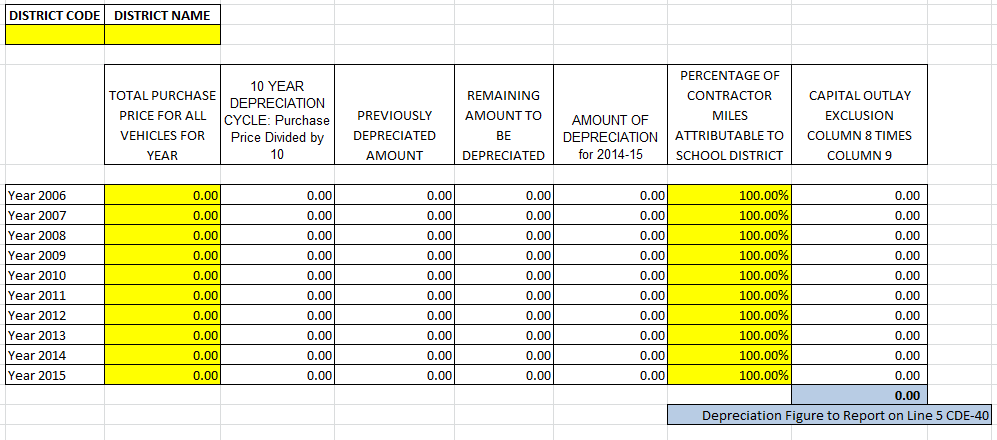 DISTRICT CODE DISTRICT NAME
TOTAL PURCHASE
PRICE FOR ALL
VEHICLES FOR
YEAR
10 YEAR
DEPRECIATION
CYCLE: Purchase
Price Divided by
10
PREVIOUSLY
DEPRECIATED
AMOUNT
REMAINING
AMOUNT TO
BE
DEPRECIATED
AMOUNT OF
DEPRECIATION
for 2014-15
PERCENTAGE OF
CONTRACTOR
MILES
ATTRIBUTABLE TO
SCHOOL DISTRICT
CAPITAL OUTLAY
EXCLUSION
COLUMN 8 TIMES
COLUMN 9
Year 2006 0.00 0.00 0.00 0.00 0.00 100.00% 0.00
Year 2007 0.00 0.00 0.00 0.00 0.00 100.00% 0.00
Year 2008 0.00 0.00 0.00 0.00 0.00 100.00% 0.00
Year 2009 0.00 0.00 0.00 0.00 0.00 100.00% 0.00
Year 2010 0.00 0.00 0.00 0.00 0.00 100.00% 0.00
Year 2011 0.00 0.00 0.00 0.00 0.00 100.00% 0.00
Year 2012 0.00 0.00 0.00 0.00 0.00 100.00% 0.00
Year 2013 0.00 0.00 0.00 0.00 0.00 100.00% 0.00
Year 2014 0.00 0.00 0.00 0.00 0.00 100.00% 0.00
Year 2015 0.00 0.00 0.00 0.00 0.00 100.00% 0.00
0.00
Depreciation Figure to Report on Line 5 CDE-40